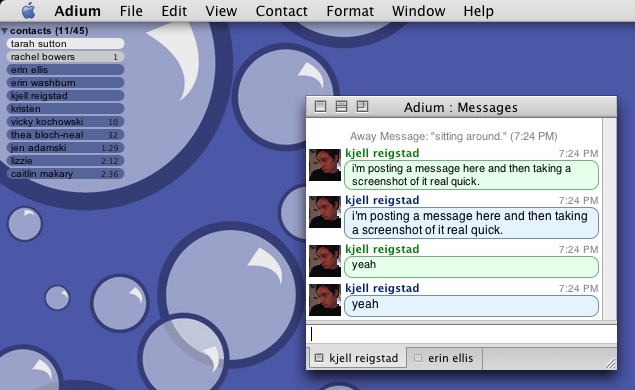 Adium File Edit Messages View Contact Format Window Help
contacts (11/45)
tarah sutton
rachel bowers 1
erin ellis
erin washburn
kjell reigstad
kristen
vicky kochowski 10
thea bloch-neal 32
jen adamski 1:29
lizzie 2:12
caitlin makary 2:36
Adium : Messages
Away Message: "sitting around." (7:24 PM)
kjell reigstad 7:24 PM
i'm posting a message here and then taking a
screenshot of it real quick.
kjell reigstad 7:24 PM
i'm posting a message here and then taking
a screenshot of it real quick.
kjell reigstad 7:24 PM
yeah
kjell reigstad 7:24 PM
yeah
kjell reigstad erin ellis